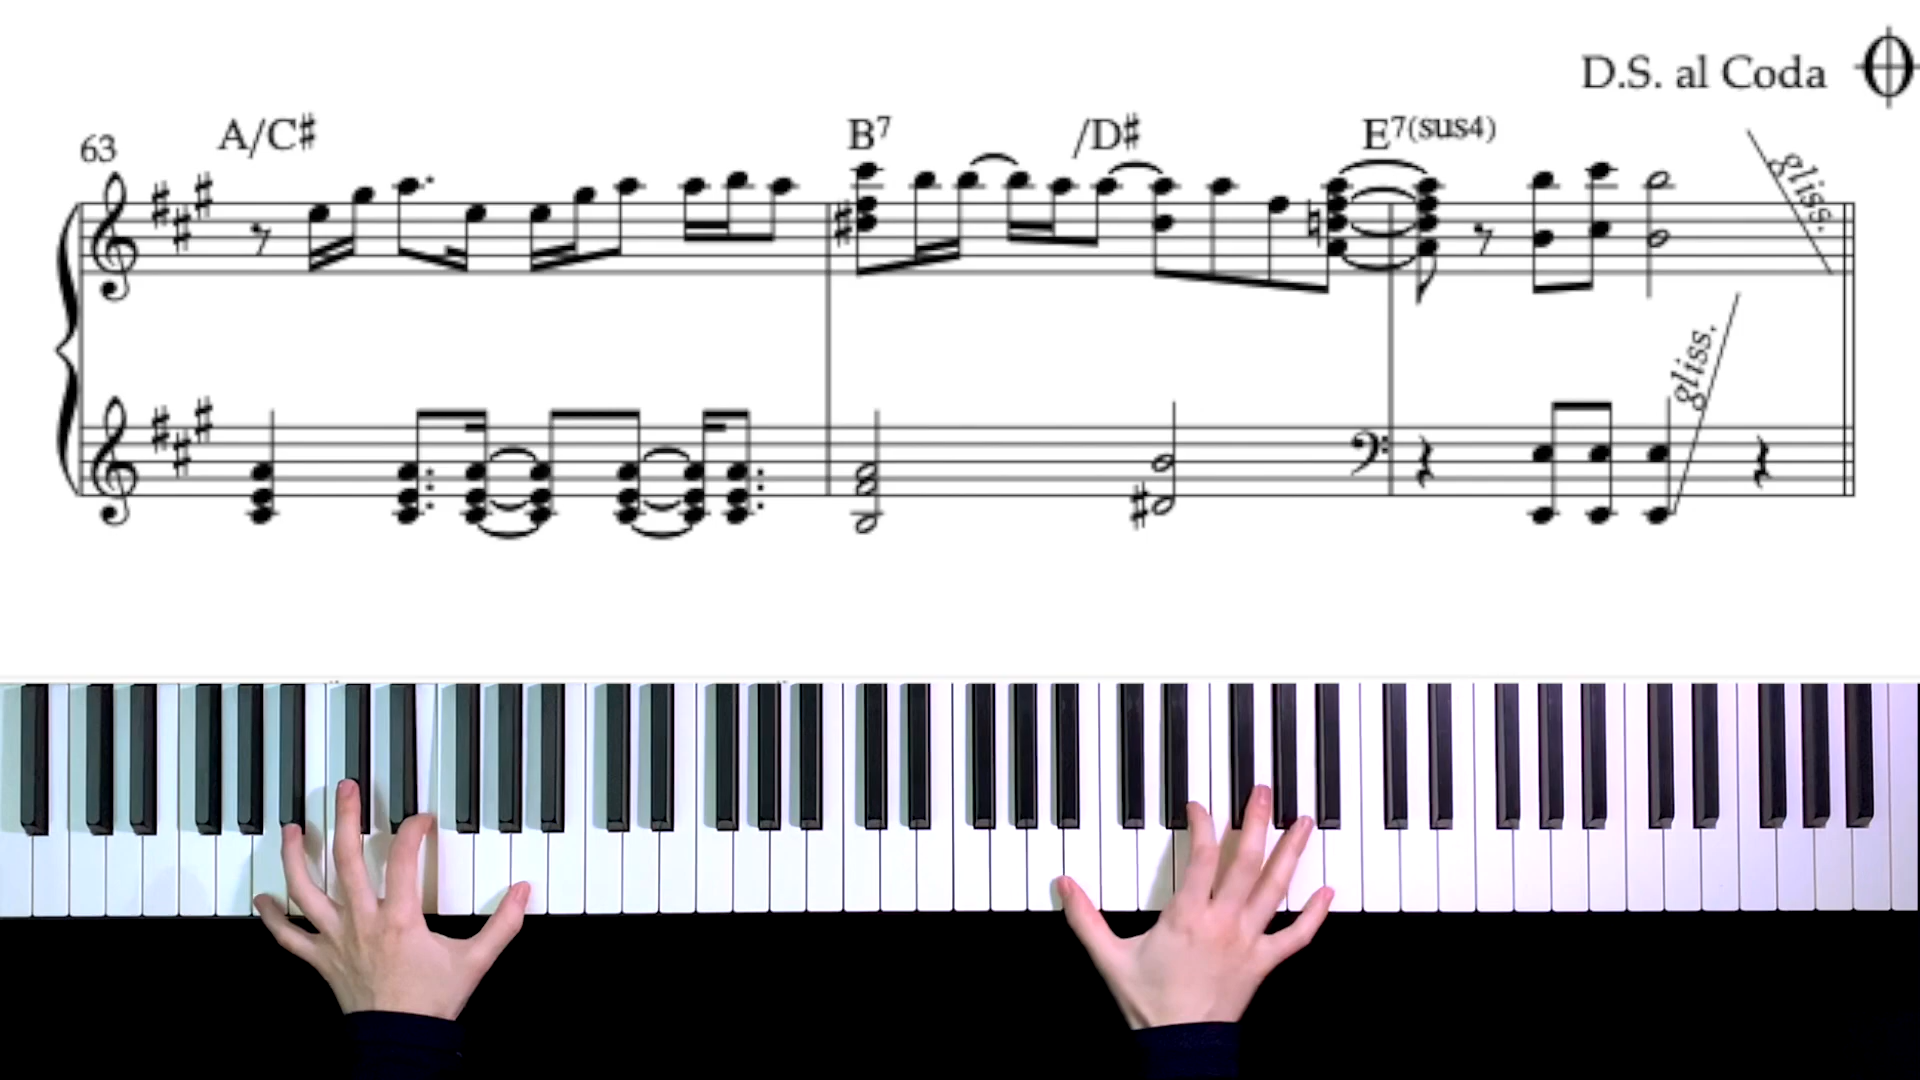 D.S. al Coda
63 A/C♯ B7 /D♯ E7(sus4)
gliss.
gliss.